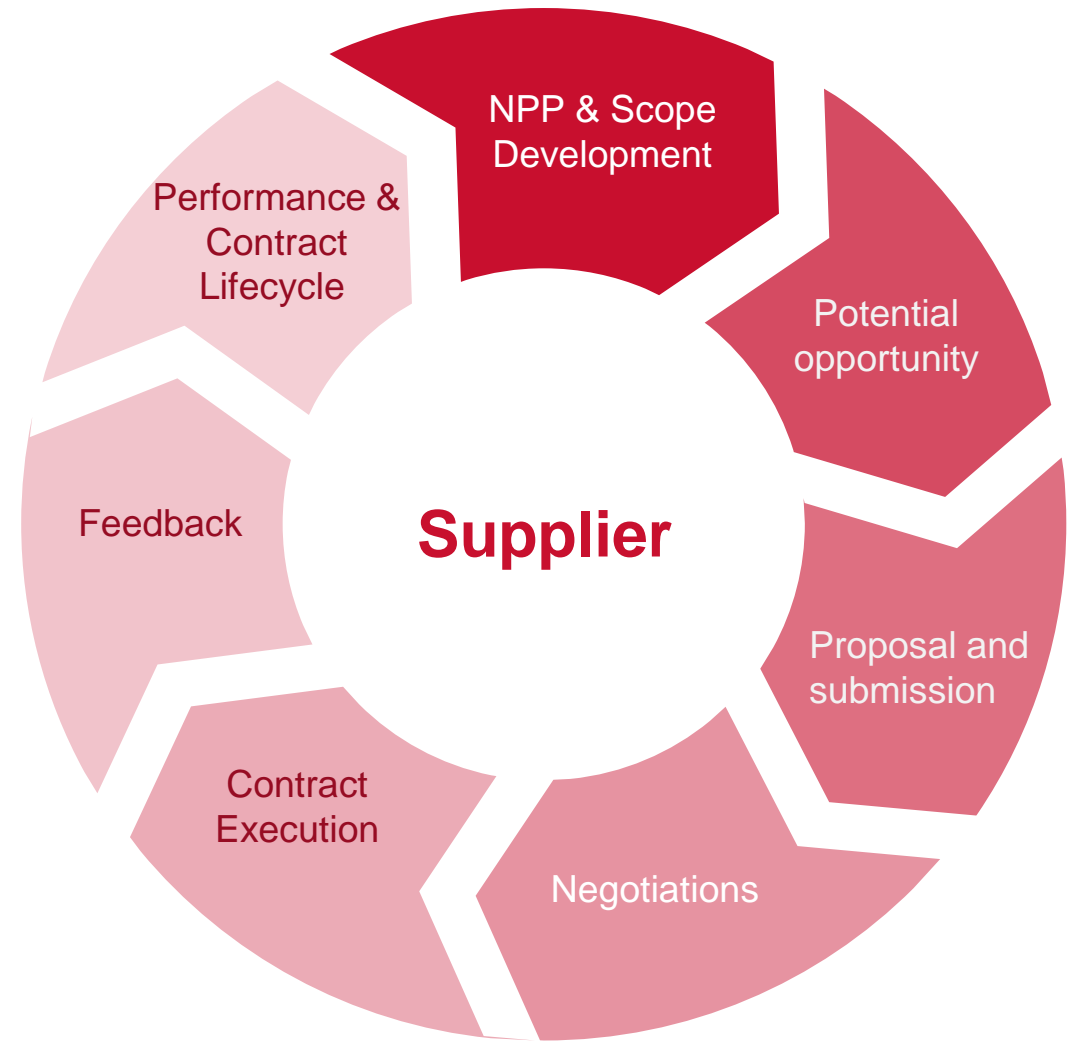 NPP & Scope
Development
Potential
opportunity
Proposal and
submission
Negotiations
Contract
Execution
Feedback
Performance &
Contract
Lifecycle
Supplier